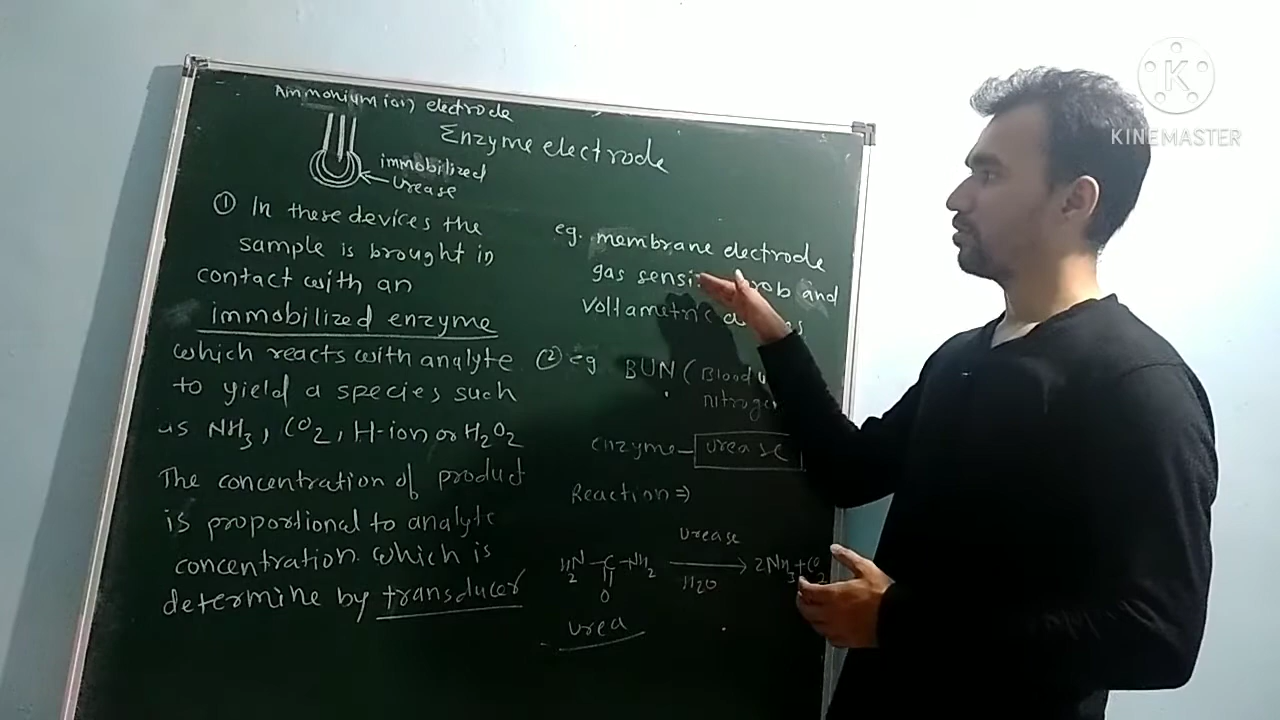 Ammonium ion electrode
Enzyme electrode
immobilized
urease
① In these devices the
sample is brought in
contact with an
immobilized enzyme
which reacts with analyte
to yield a species such
as NH3, CO2, H-ion or H2O2
The concentration of product
is proportional to analyte
concentration. which is
determine by transducer
eg. membrane electrode
gas and
voltametric
② eg BUN ( Blood
enzyme - urease
Reaction ⇒
urease
H2N - C - NH2 → 2NH3 + CO2
H2O
O
urea
K
KINEMASTER